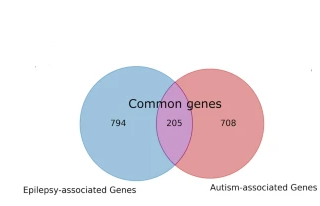 Common genes
794 205 708
Epilepsy-associated Genes
Autism-associated Genes